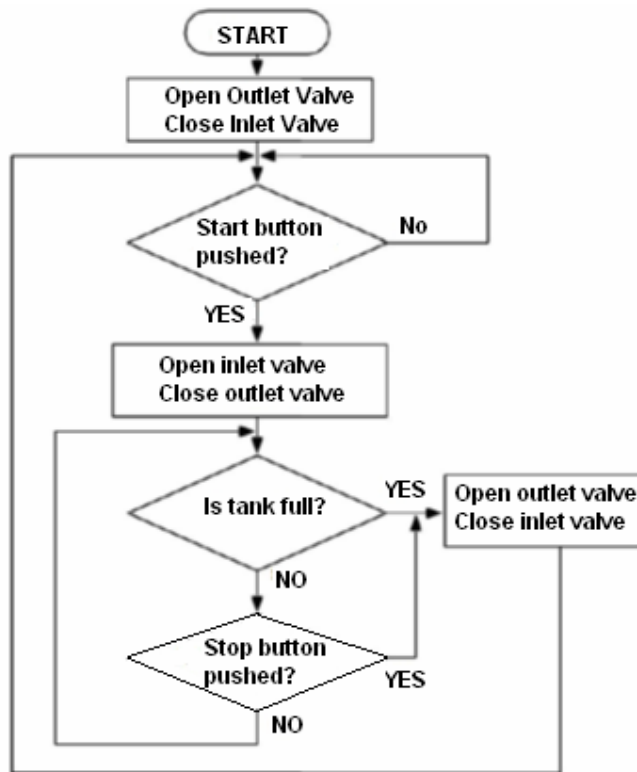 START
Open Outlet Valve
Close Inlet Valve
Start button
pushed?
No
YES
Open inlet valve
Close outlet valve
Is tank full?
YES
Open outlet valve
Close inlet valve
NO
Stop button
pushed?
YES
NO